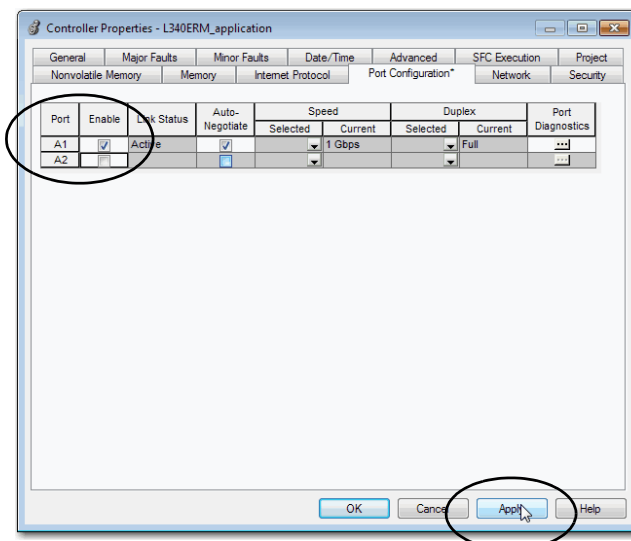 Controller Properties - L340ERM_application
General Major Faults Minor Faults Date/Time Advanced SFC Execution Project
Nonvolatile Memory Memory Internet Protocol Port Configuration* Network Security
Port Enable Link Status Auto-Negotiate Speed Duplex Port Diagnostics
Selected Current Selected Current
A1 Active 1 Gbps Full ...
A2 ...
OK Cancel Apply Help